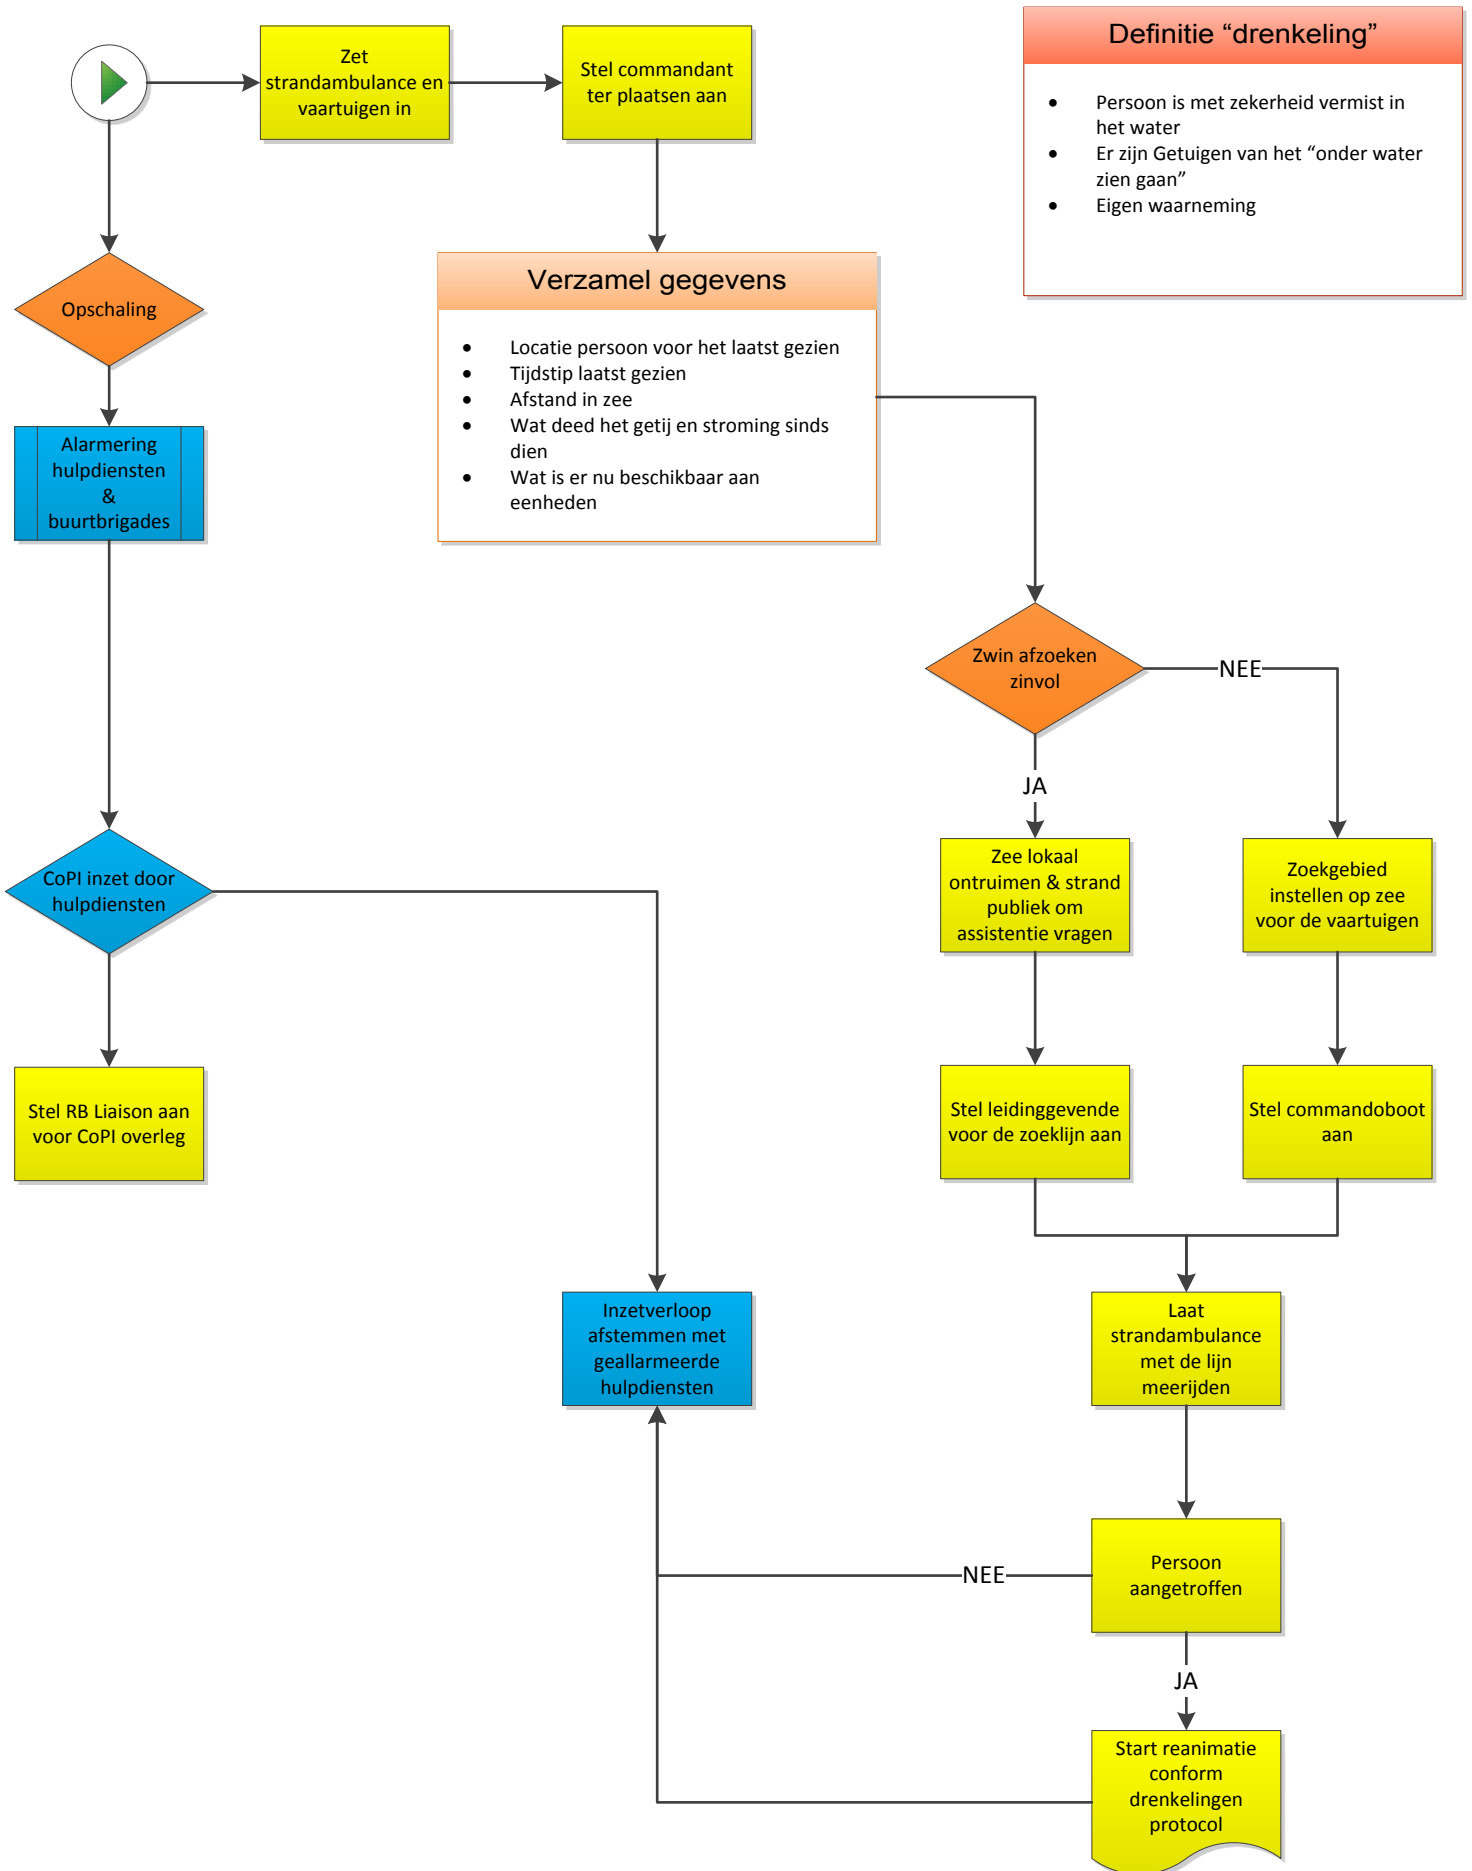 Zet
strandambulance en
vaartuigen in
Stel commandant
ter plaatsen aan
Definitie “drenkeling”
• Persoon is met zekerheid vermist in
het water
• Er zijn Getuigen van het “onder water
zien gaan”
• Eigen waarneming
Opschaling
Verzamel gegevens
• Locatie persoon voor het laatst gezien
• Tijdstip laatst gezien
• Afstand in zee
• Wat deed het getij en stroming sinds
dien
• Wat is er nu beschikbaar aan
eenheden
Alarmering
hulpdiensten
&
buurtbrigades
Zwin afzoeken
zinvol
NEE
JA
CoPI inzet door
hulpdiensten
Zee lokaal
ontruimen & strand
publiek om
assistentie vragen
Zoekgebied
instellen op zee
voor de vaartuigen
Stel RB Liaison aan
voor CoPI overleg
Stel leidinggevende
voor de zoeklijn aan
Stel commandoboot
aan
Inzetverloop
afstemmen met
geallarmeerde
hulpdiensten
Laat
strandambulance
met de lijn
meerijden
NEE
Persoon
aangetroffen
JA
Start reanimatie
conform
drenkelingen
protocol